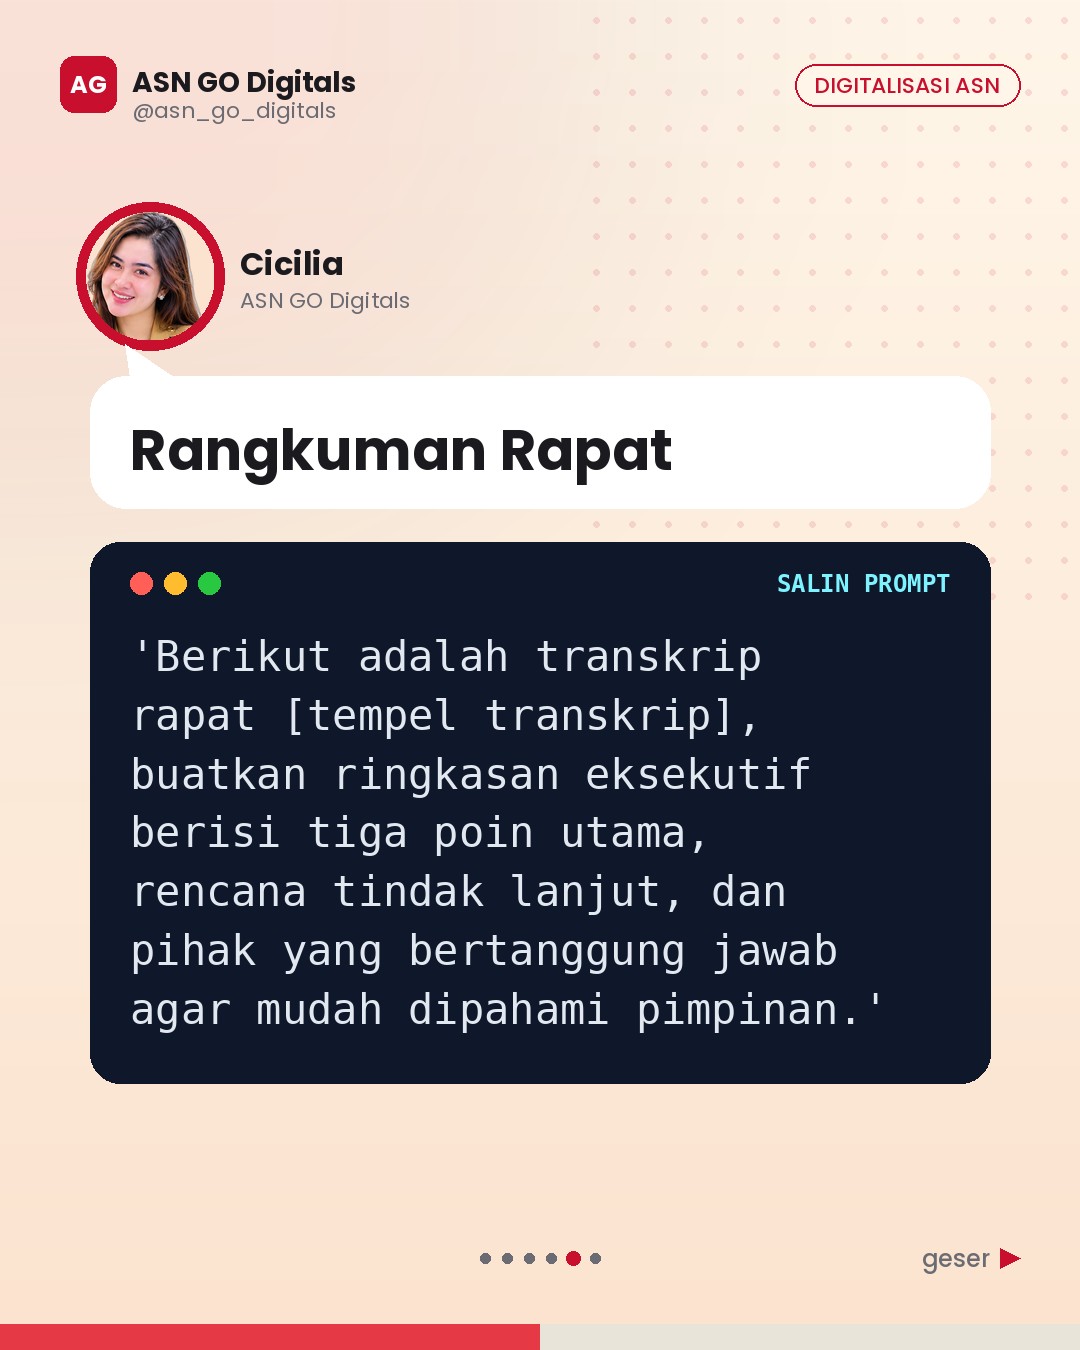 AG
ASN GO Digitals
@asn_go_digitals
DIGITALISASI ASN
Cicilia
ASN GO Digitals
Rangkuman Rapat
SALIN PROMPT
'Berikut adalah transkrip
rapat [tempel transkrip],
buatkan ringkasan eksekutif
berisi tiga poin utama,
rencana tindak lanjut, dan
pihak yang bertanggung jawab
agar mudah dipahami pimpinan.'
geser